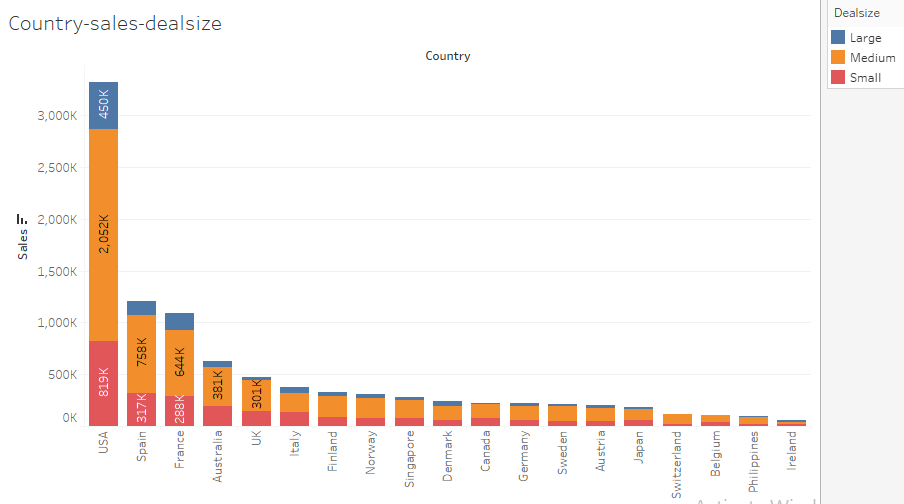 Country-sales-dealsize
Dealsize
Large
Medium
Small
Country
Sales
3,000K
2,500K
2,000K
1,500K
1,000K
500K
0K
450K
2,052K
819K
758K
317K
644K
288K
381K
301K
USA
Spain
France
Australia
UK
Italy
Finland
Norway
Singapore
Denmark
Canada
Germany
Sweden
Austria
Japan
Switzerland
Belgium
Philippines
Ireland